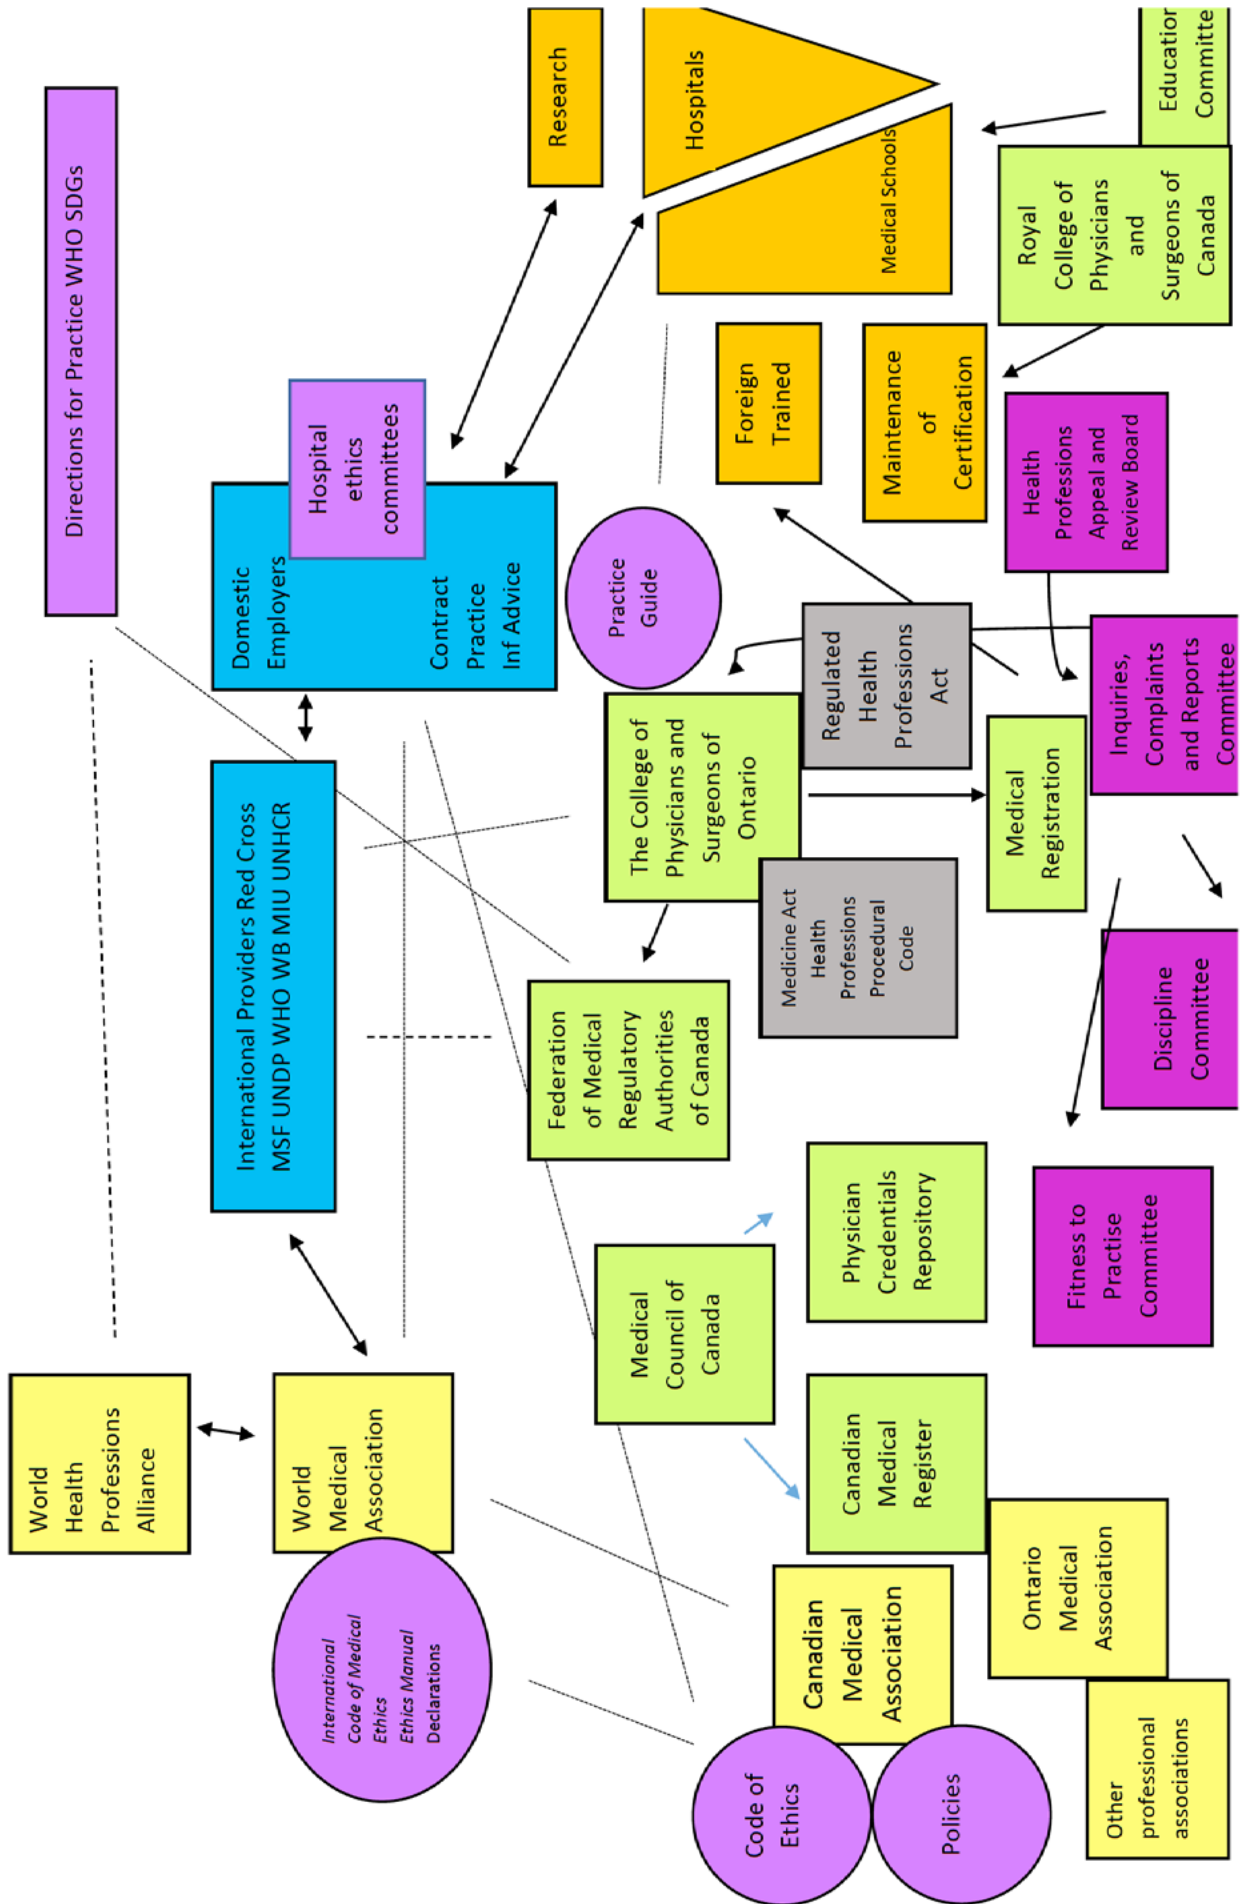 World
Health
Professions
Alliance
Directions for Practice WHO SDGs
International
Code of Medical
Ethics
Ethics Manual
Declarations
World
Medical
Association
International Providers Red Cross
MSF UNDP WHO WB MIU UNHCR
Domestic
Employers
Contract
Practice
Inf Advice
Hospital
ethics
committees
Research
Hospitals
Medical Schools
Practice
Guide
Foreign
Trained
Maintenance
of
Certification
Royal
College of
Physicians
and
Surgeons of
Canada
Education
Committe
Federation
of Medical
Regulatory
Authorities
of Canada
The College of
Physicians and
Surgeons of
Ontario
Medicine Act
Health
Professions
Procedural
Code
Regulated
Health
Professions
Act
Health
Professions
Appeal and
Review Board
Medical
Council of
Canada
Code of
Ethics
Policies
Canadian
Medical
Association
Canadian
Medical
Register
Physician
Credentials
Repository
Medical
Registration
Ontario
Medical
Association
Other
professional
associations
Fitness to
Practise
Committee
Discipline
Committee
Inquiries,
Complaints
and Reports
Committee